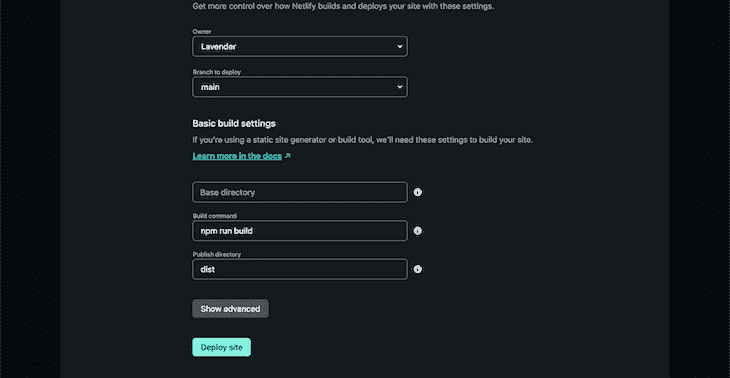 Get more control over how Netlify builds and deploys your site with these settings.
Owner
Lavender
Branch to deploy
main
Basic build settings
If you're using a static site generator or build tool, we'll need these settings to build your site.
Learn more in the docs ↗
Base directory
Build command
npm run build
Publish directory
dist
Show advanced
Deploy site